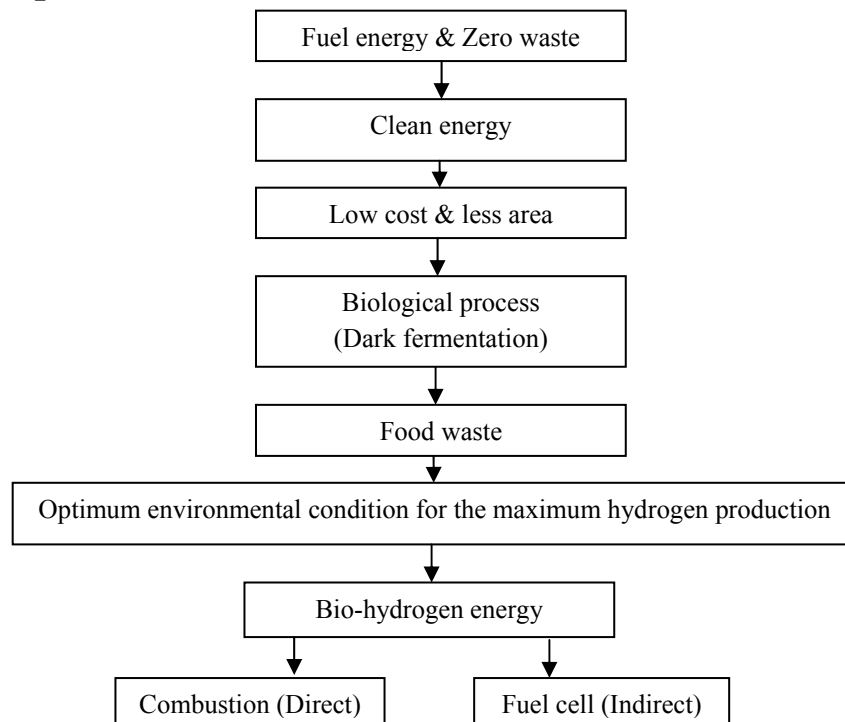 Fuel energy & Zero waste
Clean energy
Low cost & less area
Biological process
(Dark fermentation)
Food waste
Optimum environmental condition for the maximum hydrogen production
Bio-hydrogen energy
Combustion (Direct)
Fuel cell (Indirect)